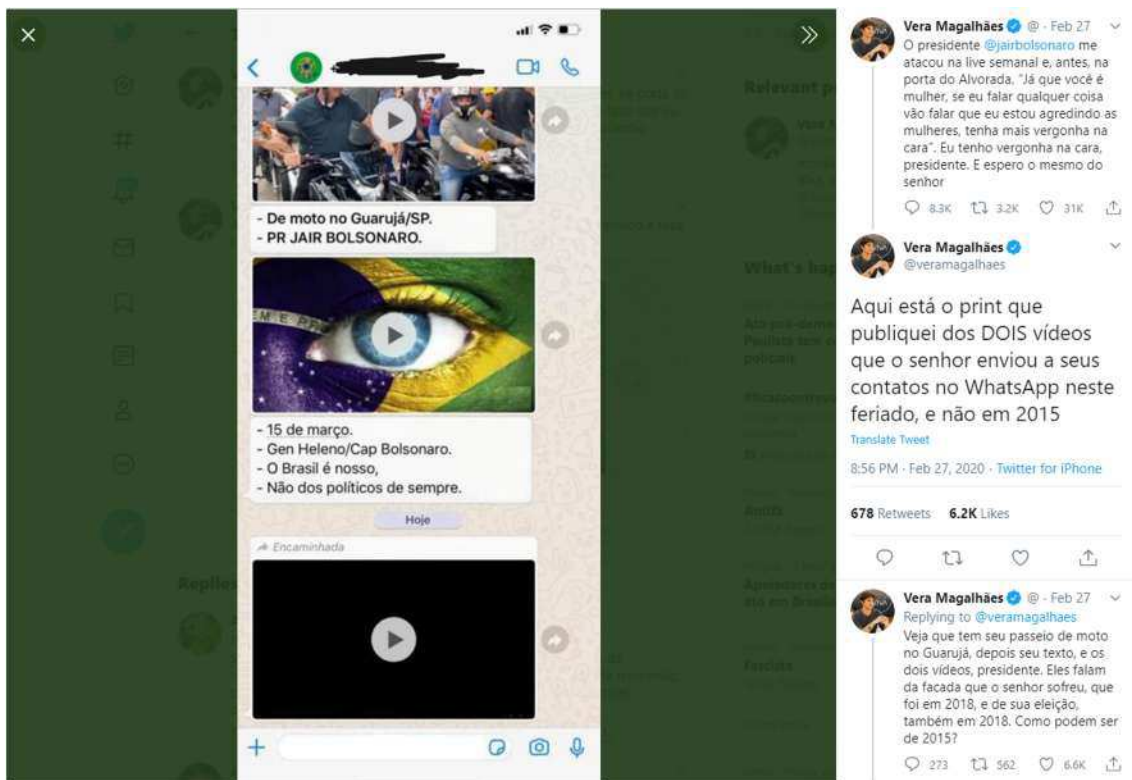 - De moto no Guarujá/SP.
- PR JAIR BOLSONARO.
EM E PR
- 15 de março.
- Gen Heleno/Cap Bolsonaro.
- O Brasil é nosso,
- Não dos políticos de sempre.
Hoje
Encaminhada
Relevant p
What's hap
Replies
Vera Magalhães @ · Feb 27
O presidente @jairbolsonaro me
atacou na live semanal e, antes, na
porta do Alvorada. "Já que você é
mulher, se eu falar qualquer coisa
vão falar que eu estou agredindo as
mulheres, tenha mais vergonha na
cara". Eu tenho vergonha na cara,
presidente. E espero o mesmo do
senhor
8.3K 3.2K 31K
Vera Magalhães
@veramagalhaes
Aqui está o print que
publiquei dos DOIS vídeos
que o senhor enviou a seus
contatos no WhatsApp neste
feriado, e não em 2015
Translate Tweet
8:56 PM · Feb 27, 2020 · Twitter for iPhone
678 Retweets 6.2K Likes
Vera Magalhães @ · Feb 27
Replying to @veramagalhaes
Veja que tem seu passeio de moto
no Guarujá, depois seu texto, e os
dois vídeos, presidente. Eles falam
da facada que o senhor sofreu, que
foi em 2018, e de sua eleição,
também em 2018. Como podem ser
de 2015?
273 562 6.6K